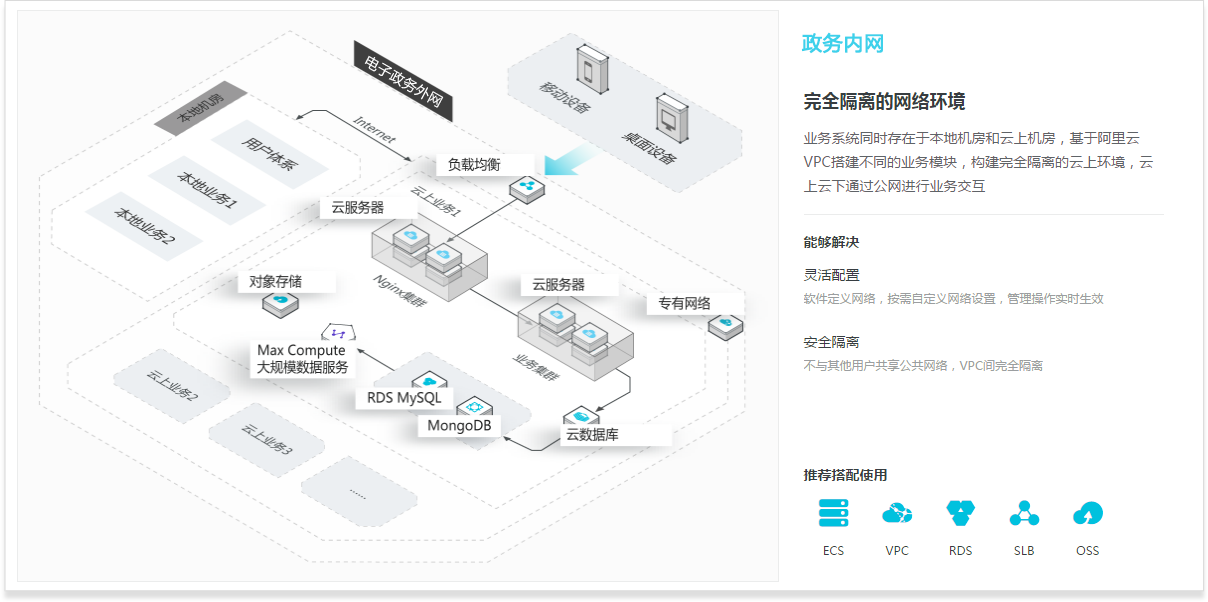 电子政务外网
本地机房
Internet
用户体系
本地业务1
本地业务2
移动设备
桌面设备
负载均衡
云上业务1
云服务器
Nginx集群
对象存储
云服务器
专有网络
业务集群
Max Compute
大规模数据服务
RDS MySQL
MongoDB
云数据库
云上业务2
云上业务3
......
政务内网
完全隔离的网络环境
业务系统同时存在于本地机房和云上机房，基于阿里云
VPC搭建不同的业务模块，构建完全隔离的云上环境，云
上云下通过公网进行业务交互
能够解决
灵活配置
软件定义网络，按需自定义网络设置，管理操作实时生效
安全隔离
不与其他用户共享公共网络，VPC间完全隔离
推荐搭配使用
ECS
VPC
RDS
SLB
OSS